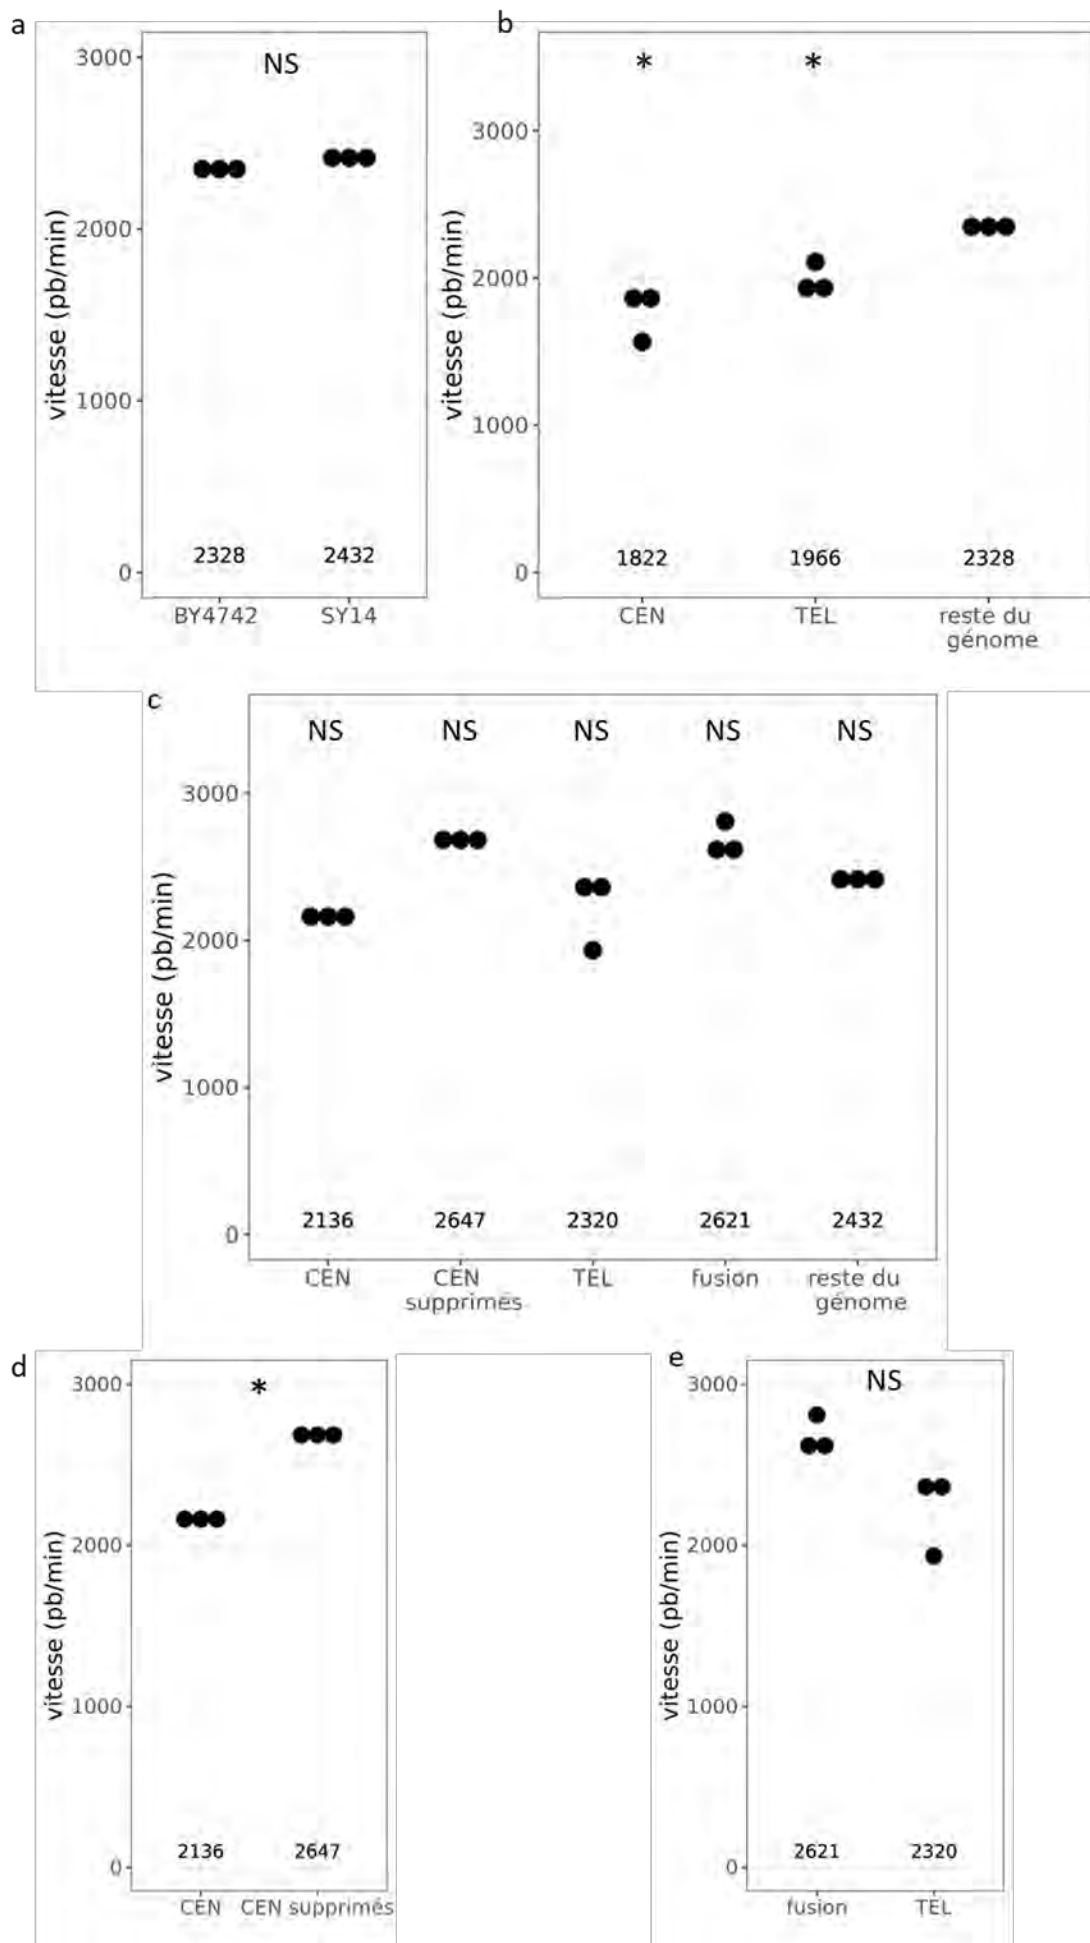 a
NS
3000
2000
1000
0
vitesse (pb/min)
2328
2432
BY4742
SY14
b
*
*
3000
2000
1000
0
vitesse (pb/min)
1822
1966
2328
CEN
TEL
reste du
génome
c
NS
NS
NS
NS
NS
3000
2000
1000
0
vitesse (pb/min)
2136
2647
2320
2621
2432
CEN
CEN
supprimés
TEL
fusion
reste du
génome
d
*
3000
2000
1000
0
vitesse (pb/min)
2136
2647
CEN
CEN supprimés
e
NS
3000
2000
1000
0
vitesse (pb/min)
2621
2320
fusion
TEL